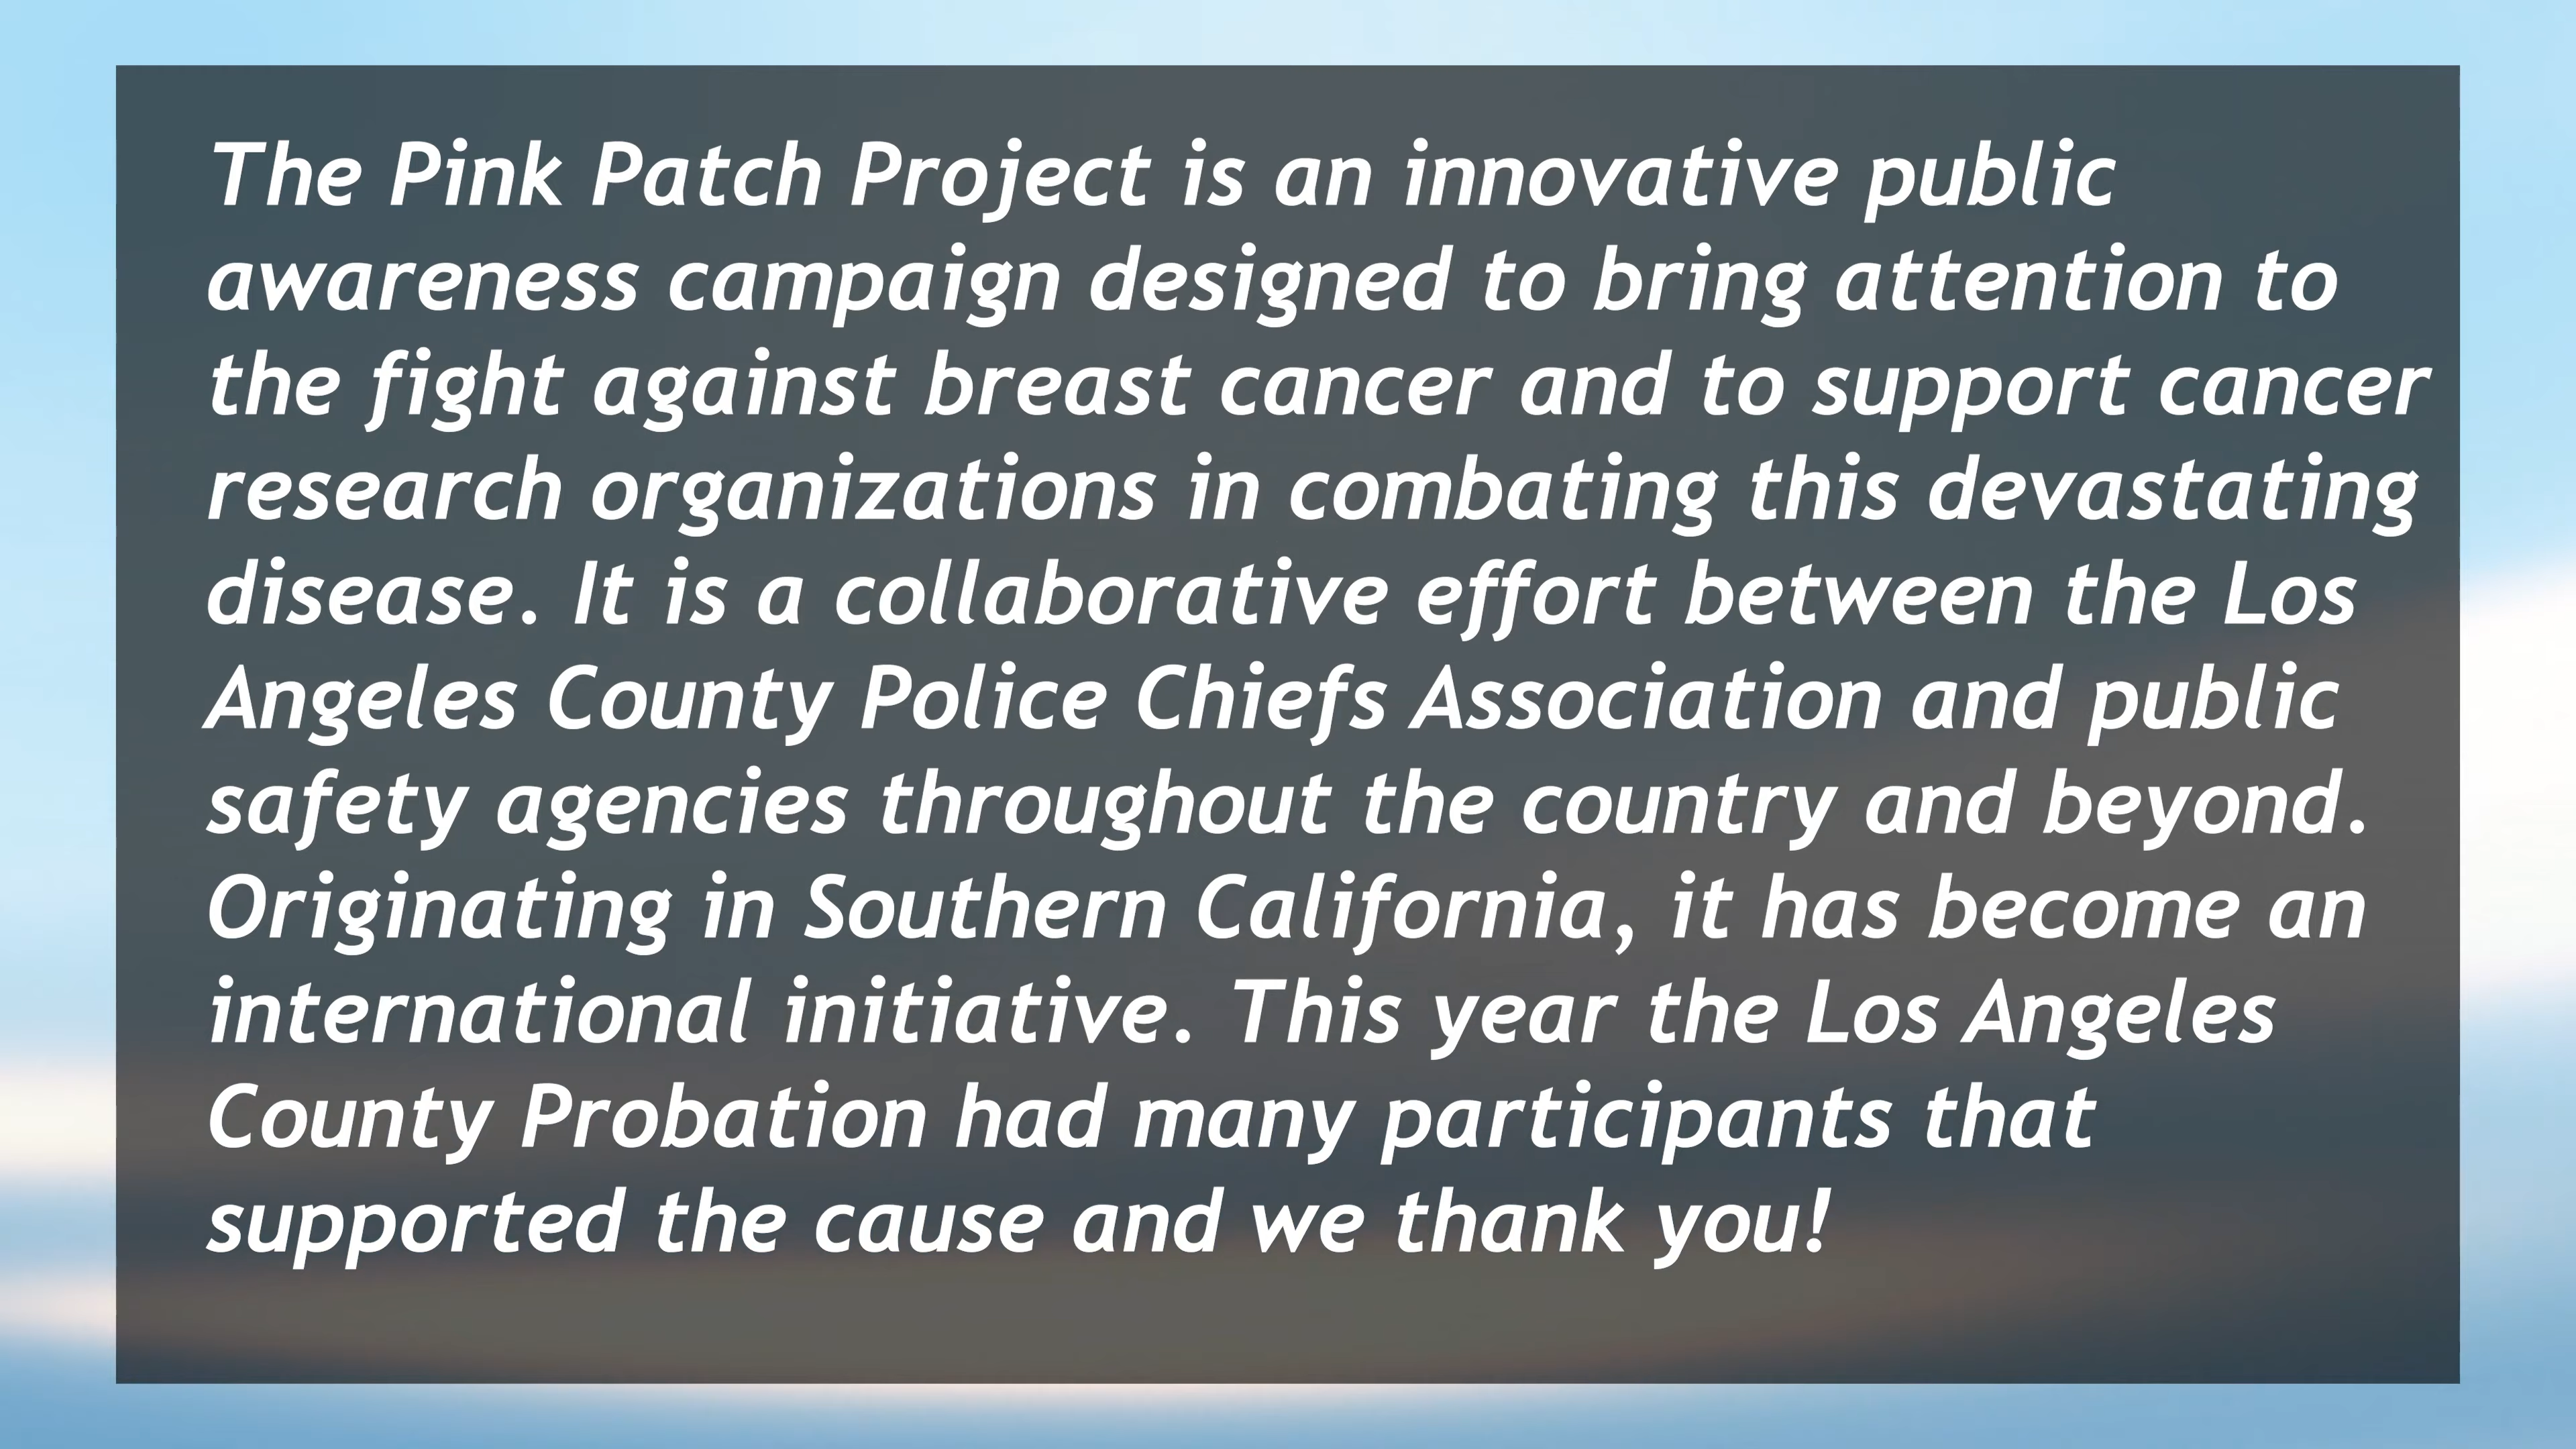 The Pink Patch Project is an innovative public
awareness campaign designed to bring attention to
the fight against breast cancer and to support cancer
research organizations in combating this devastating
disease. It is a collaborative effort between the Los
Angeles County Police Chiefs Association and public
safety agencies throughout the country and beyond.
Originating in Southern California, it has become an
international initiative. This year the Los Angeles
County Probation had many participants that
supported the cause and we thank you!